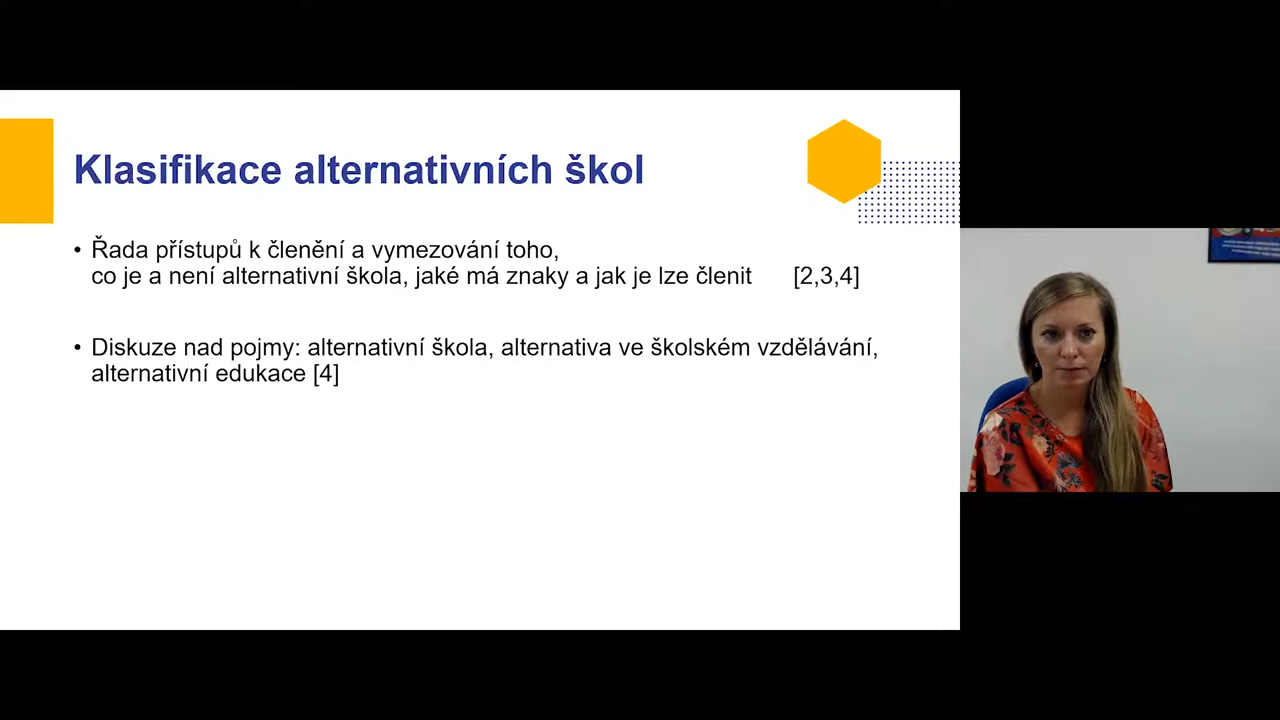 Klasifikace alternativních škol
• Řada přístupů k členění a vymezování toho,
co je a není alternativní škola, jaké má znaky a jak je lze členit [2,3,4]
• Diskuze nad pojmy: alternativní škola, alternativa ve školském vzdělávání,
alternativní edukace [4]